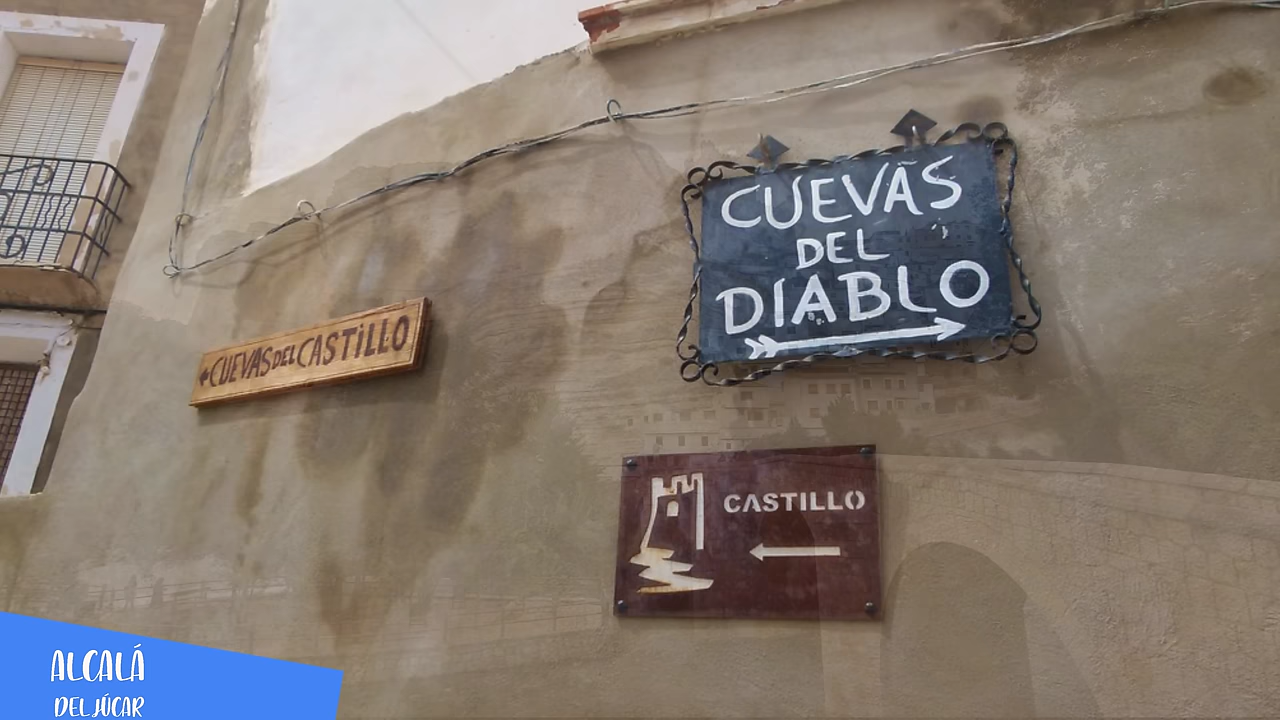 CUEVAS
DEL
DIABLO
CUEVAS DEL CASTILLO
CASTILLO
ALCALÁ
DEL JÚCAR